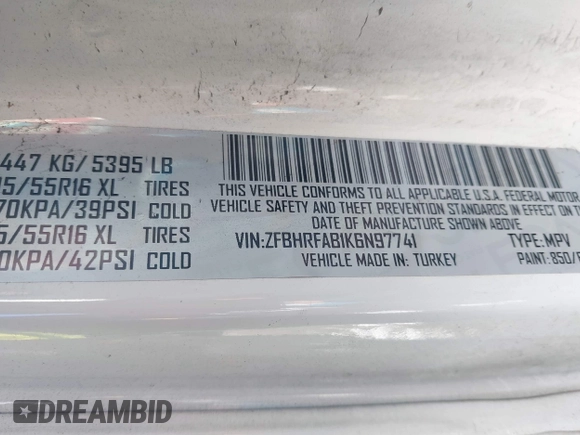 447 KG/ 5395 LB
5/55R16 XL TIRES
70KPA/39PSI COLD
5/55R16 XL TIRES
0KPA/42PSI COLD
THIS VEHICLE CONFORMS TO ALL APPLICABLE U.S.A. FEDERAL MOTOR
VEHICLE SAFETY AND THEFT PREVENTION STANDARDS IN EFFECT ON
DATE OF MANUFACTURE SHOWN ABOVE
VIN:ZFBHRFAB1K6N97741 TYPE: MPV
VEHICLE MADE IN: TURKEY PAINT: 850/
DREAMBID